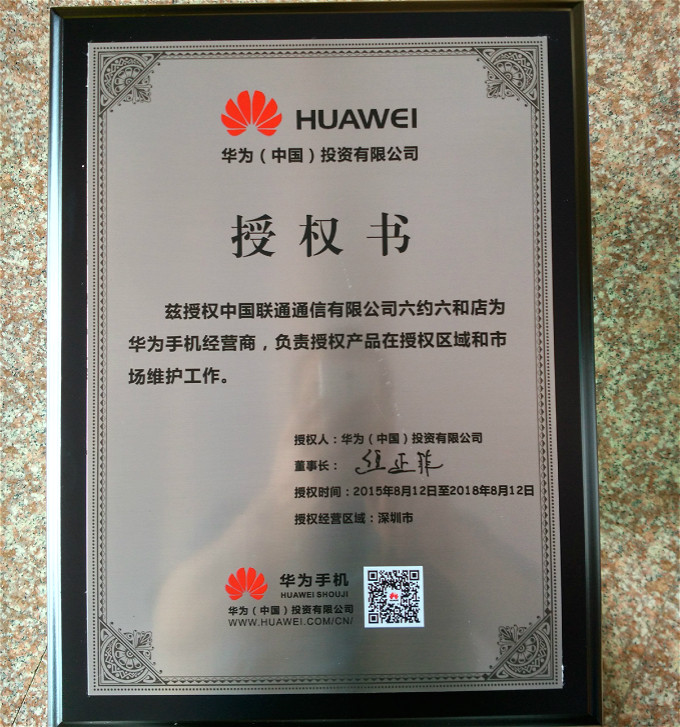 HUAWEI
华为（中国）投资有限公司
授权书
兹授权中国联通通信有限公司六约六和店为
华为手机经营商，负责授权产品在授权区域和市
场维护工作。
授权人：华为（中国）投资有限公司
董事长：任正非
授权时间：2015年8月12日至2018年8月12日
授权经营区域：深圳市
华为手机
HUAWEI SHOUJI
华为（中国）投资有限公司
WWW.HUAWEI.COM/CN/